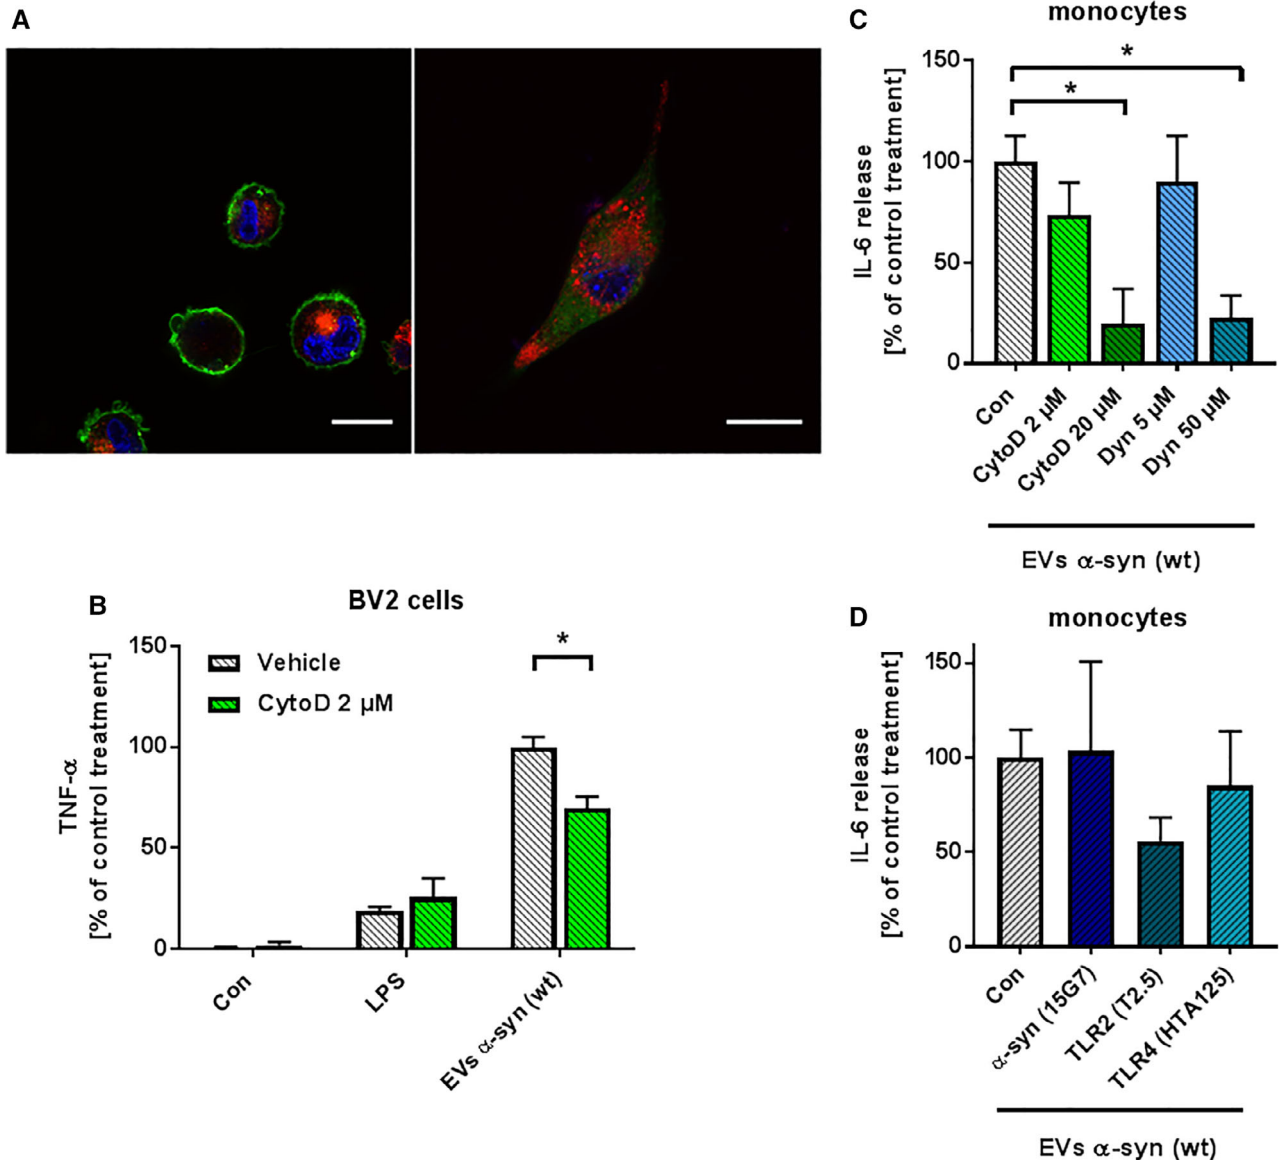 A
B
BV2 cells
TNF-α
[% of control treatment]
150
100
50
0
Vehicle
CytoD 2 µM
*
Con
LPS
EVs α-syn (wt)
C
monocytes
IL-6 release
[% of control treatment]
150
100
50
0
*
*
Con
CytoD 2 µM
CytoD 20 µM
Dyn 5 µM
Dyn 50 µM
EVs α-syn (wt)
D
monocytes
IL-6 release
[% of control treatment]
150
100
50
0
Con
α-syn (15G7)
TLR2 (T2.5)
TLR4 (HTA125)
EVs α-syn (wt)